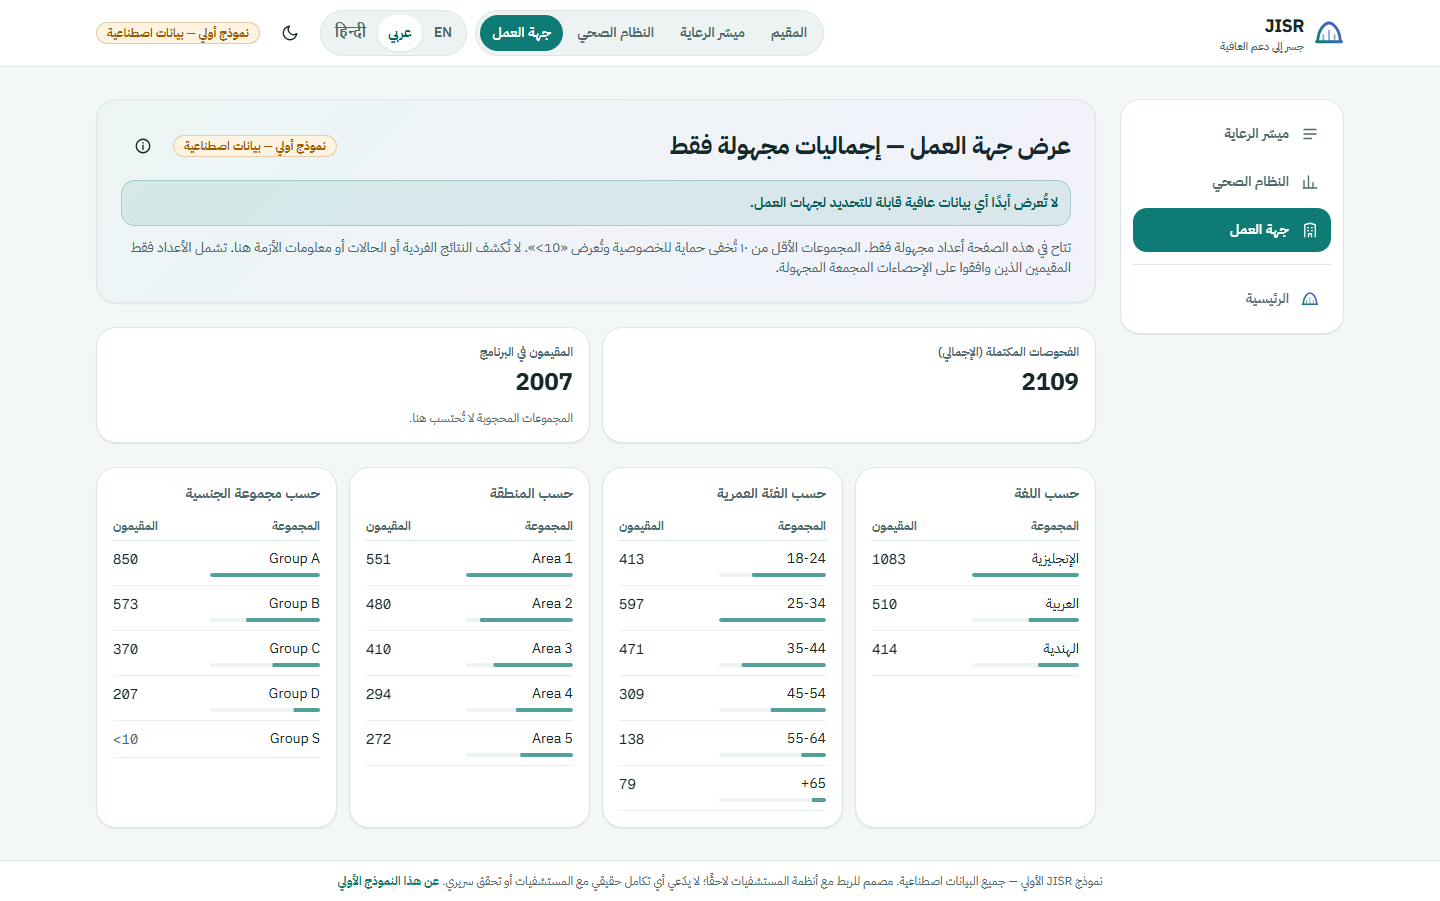 JISR
جسر إلى دعم العافية
المقيم
ميسّر الرعاية
النظام الصحي
جهة العمل
EN
عربي
हिन्दी
نموذج أولي — بيانات اصطناعية
ميسّر الرعاية
النظام الصحي
جهة العمل
الرئيسية
عرض جهة العمل — إجماليات مجهولة فقط
نموذج أولي — بيانات اصطناعية
لا تُعرض أبدًا أي بيانات عافية قابلة للتحديد لجهات العمل.
تتاح في هذه الصفحة أعداد مجهولة فقط. المجموعات الأقل من ١٠ تُخفى حماية للخصوصية وتُعرض «10>». لا تُكشف النتائج الفردية أو الحالات أو معلومات الأزمة هنا. تشمل الأعداد فقط
المقيمين الذين وافقوا على الإحصاءات المجمعة المجهولة.
الفحوصات المكتملة (الإجمالي)
2109
المقيمون في البرنامج
2007
المجموعات المحجوبة لا تُحتسب هنا.
حسب اللغة
المجموعة المقيمون
الإنجليزية 1083
العربية 510
الهندية 414
حسب الفئة العمرية
المجموعة المقيمون
18-24 413
25-34 597
35-44 471
45-54 309
55-64 138
+65 79
حسب المنطقة
المجموعة المقيمون
Area 1 551
Area 2 480
Area 3 410
Area 4 294
Area 5 272
حسب مجموعة الجنسية
المجموعة المقيمون
Group A 850
Group B 573
Group C 370
Group D 207
Group S <10
نموذج JISR الأولي — جميع البيانات اصطناعية. مصمم للربط مع أنظمة المستشفيات لاحقًا؛ لا يدّعي أي تكامل حقيقي مع المستشفيات أو تحقق سريري. عن هذا النموذج الأولي